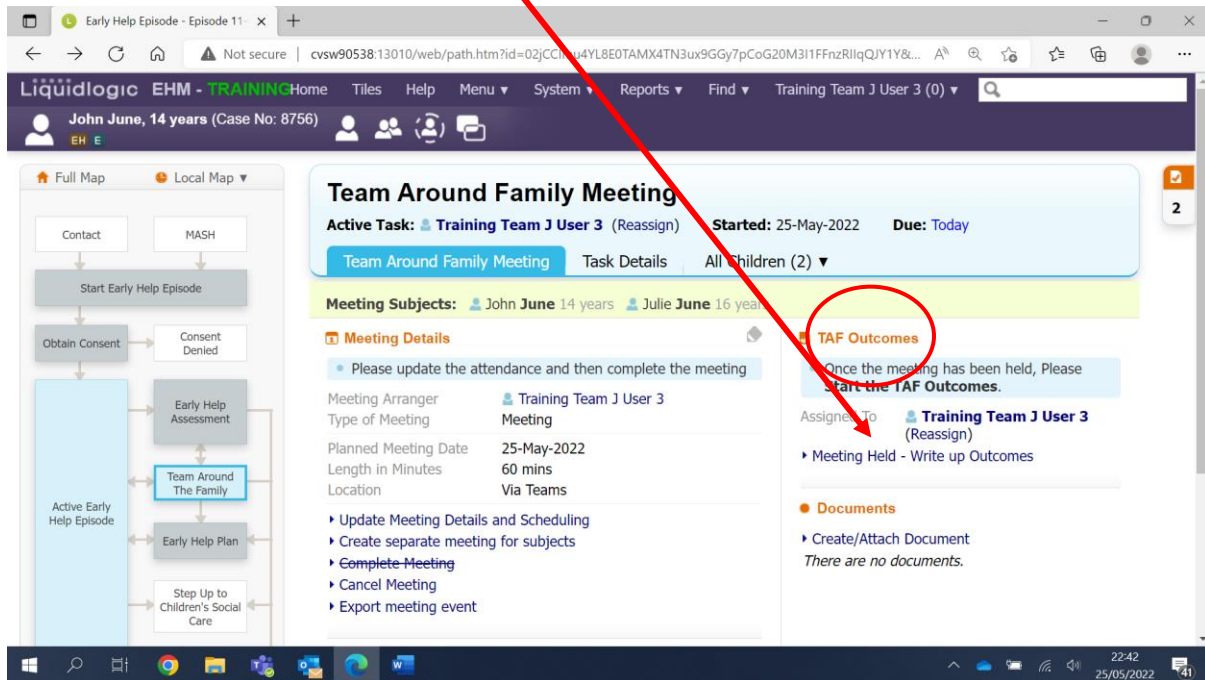 Early Help Episode - Episode 11-
Not secure | cvsw90538:13010/web/path.htm?
Liquidlogic EHM - TRAINING Home Tiles Help Menu System Reports Find Training Team J User 3 (0)
John June, 14 years (Case No: 8756)
EH E
Full Map Local Map
2
Contact
MASH
Start Early Help Episode
Obtain Consent
Consent
Denied
Early Help
Assessment
Team Around
The Family
Active Early
Help Episode
Early Help Plan
Step Up to
Children's Social
Care
Team Around Family Meeting
Active Task: Training Team J User 3 (Reassign) Started: 25-May-2022 Due: Today
Team Around Family Meeting Task Details All Children (2)
Meeting Subjects: John June 14 years Julie June 16 years
Meeting Details
Please update the attendance and then complete the meeting
Meeting Arranger Training Team J User 3
Type of Meeting Meeting
Planned Meeting Date 25-May-2022
Length in Minutes 60 mins
Location Via Teams
Update Meeting Details and Scheduling
Create separate meeting for subjects
Complete Meeting
Cancel Meeting
Export meeting event
TAF Outcomes
Once the meeting has been held, Please
Start the TAF Outcomes.
Assigned To Training Team J User 3
(Reassign)
Meeting Held - Write up Outcomes
Documents
Create/Attach Document
There are no documents.
22:42
25/05/2022
41